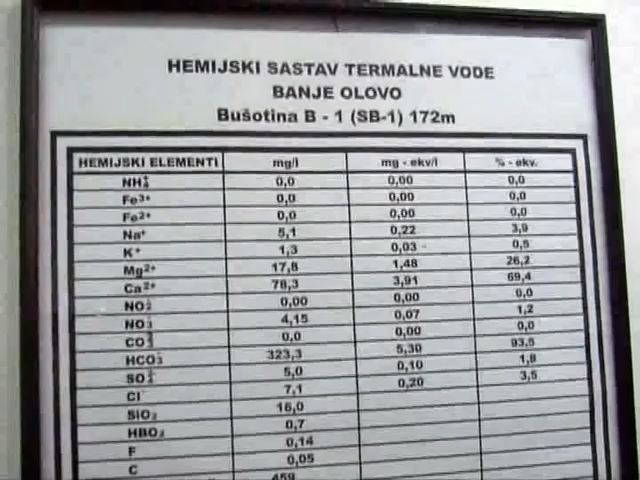 HEMIJSKI SASTAV TERMALNE VODE
BANJE OLOVO
Bušotina B - 1 (SB-1) 172m
HEMIJSKI ELEMENTI mg/l mg - ekv/l % - ekv.
NH₄⁺ 0,0 0,00 0,0
Fe³⁺ 0,0 0,00 0,0
Fe²⁺ 0,0 0,00 0,0
Na⁺ 5,1 0,22 3,9
K⁺ 1,3 0,03 0,5
Mg²⁺ 17,8 1,48 26,2
Ca²⁺ 78,3 3,91 69,4
NO₂⁻ 0,00 0,00 0,0
NO₃⁻ 4,15 0,07 1,2
CO₃²⁻ 0,0 0,00 0,0
HCO₃⁻ 323,3 5,30 93,5
SO₄²⁻ 5,0 0,10 1,8
Cl⁻ 7,1 0,20 3,5
SiO₂ 16,0
HBO₂ 0,7
F 0,14
C 0,05
459